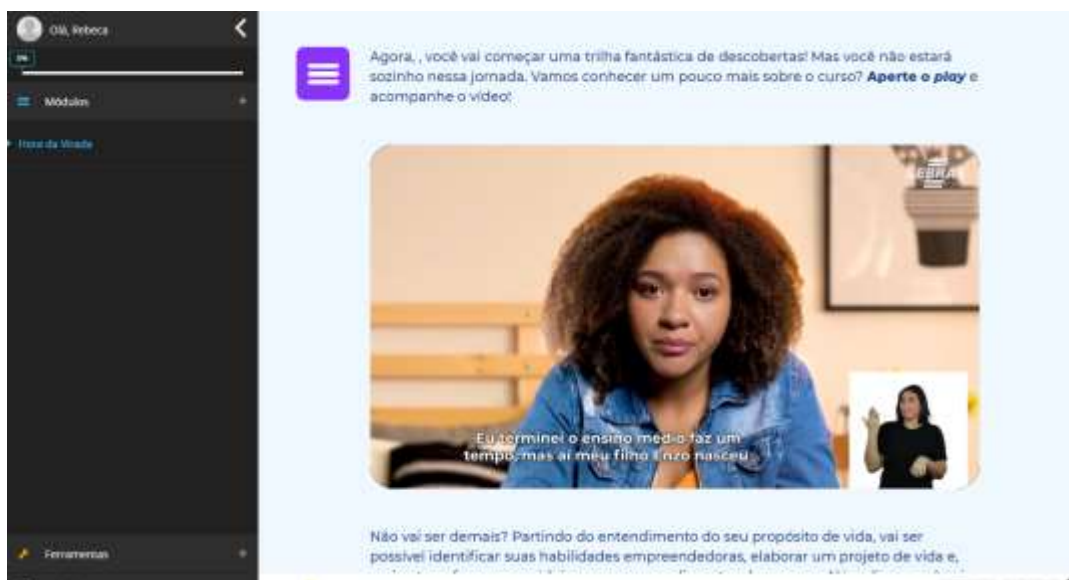 Olá, Rebeca
0%
Módulos
Hora da Virada
Agora, , você vai começar uma trilha fantástica de descobertas! Mas você não estará
sozinho nessa jornada. Vamos conhecer um pouco mais sobre o curso? Aperte o play e
acompanhe o vídeo!
SEBRAE
Eu terminei o ensino médio faz um
tempo, mas aí meu filho Enzo nasceu
Não vai ser demais? Partindo do entendimento do seu propósito de vida, vai ser
possível identificar suas habilidades empreendedoras, elaborar um projeto de vida e,
Ferramentas